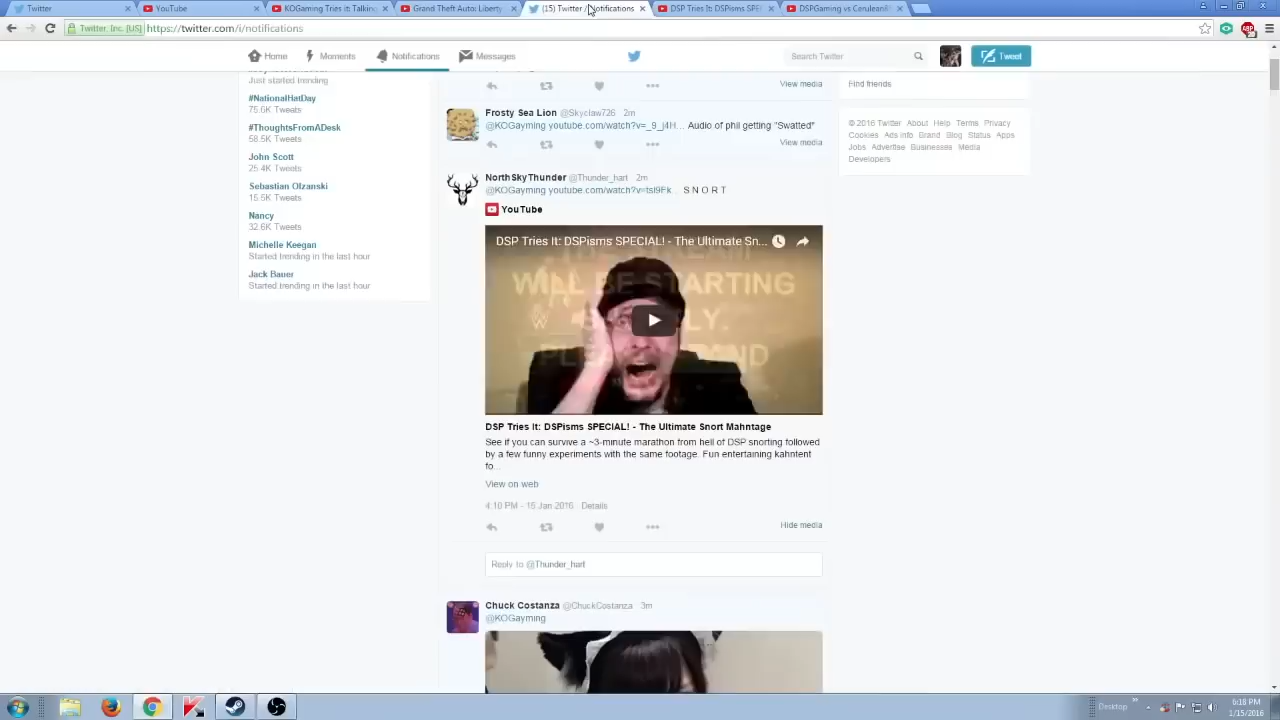 Twitter
YouTube
KOGaming Tries It: Talking
Grand Theft Auto: Liberty
(15) Twitter / Notifications
DSP Tries It: DSPisms SPE
DSPGaming vs Cerulean
Twitter, Inc. [US]
https://twitter.com/i/notifications
Home
Moments
Notifications
Messages
Search Twitter
Tweet
Just started trending
#NationalHatDay
75.6K Tweets
#ThoughtsFromADesk
58.5K Tweets
John Scott
25.4K Tweets
Sebastian Olzanski
15.5K Tweets
Nancy
32.6K Tweets
Michelle Keegan
Started trending in the last hour
Jack Bauer
Started trending in the last hour
View media
Frosty Sea Lion @Skyclaw726 2m
@KOGayming youtube.com/watch?v=_9_j4H... Audio of phil getting "Swatted"
View media
NorthSkyThunder @Thunder_hart 2m
@KOGayming youtube.com/watch?v=tsl9Fk... S N O R T
YouTube
DSP Tries It: DSPisms SPECIAL! - The Ultimate Sn...
WILL BE STARTING
DSP Tries It: DSPisms SPECIAL! - The Ultimate Snort Mahntage
See if you can survive a ~3-minute marathon from hell of DSP snorting followed
by a few funny experiments with the same footage. Fun entertaining kahntent
fo...
View on web
4:10 PM - 15 Jan 2016 Details
Hide media
Reply to @Thunder_hart
Chuck Costanza @ChuckCostanza 3m
@KOGayming
Find friends
© 2016 Twitter About Help Terms Privacy
Cookies Ads info Brand Blog Status Apps
Jobs Advertise Businesses Media
Developers
Desktop
6:18 PM
1/15/2016